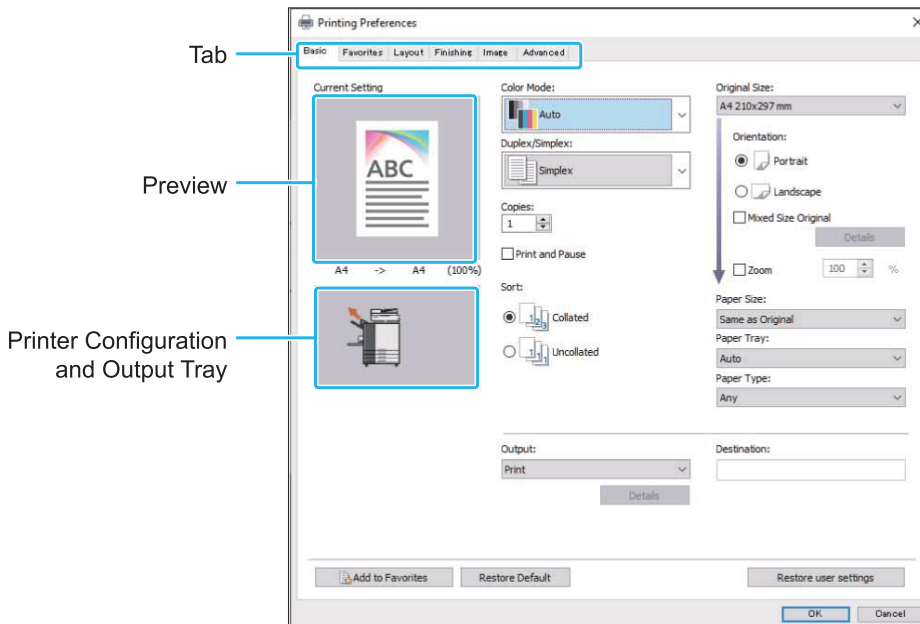 Printing Preferences
Tab
Basic Favorites Layout Finishing Image Advanced
Current Setting
Preview
ABC
A4 -> A4 (100%)
Printer Configuration
and Output Tray
Color Mode:
Auto
Duplex/Simplex:
Simplex
Copies:
1
Print and Pause
Sort:
123
Collated
111
Uncollated
Original Size:
A4 210x297 mm
Orientation:
Portrait
Landscape
Mixed Size Original
Details
Zoom 100 %
Paper Size:
Same as Original
Paper Tray:
Auto
Paper Type:
Any
Output:
Print
Details
Destination:
Add to Favorites Restore Default Restore user settings
OK Cancel